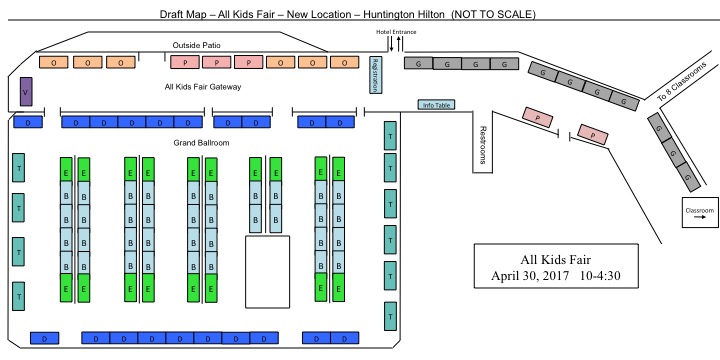 Draft Map – All Kids Fair – New Location – Huntington Hilton (NOT TO SCALE)
Hotel Entrance
Outside Patio
O O O P P P O O O
Registration
G G G G
G G G G
To 8 Classrooms
All Kids Fair Gateway
V
Info Table
P P
G G G
D D D D D D D D D D
Restrooms
Grand Ballroom
T T T T
E E E E E E E E E E
B B B B B B B B B B
B B B B B B B B B B
B B B B B B B B
B B B B B B B B
E E E E E E E E
T T T T T T
Classroom
All Kids Fair
April 30, 2017 10-4:30
D D D D D D D D D D